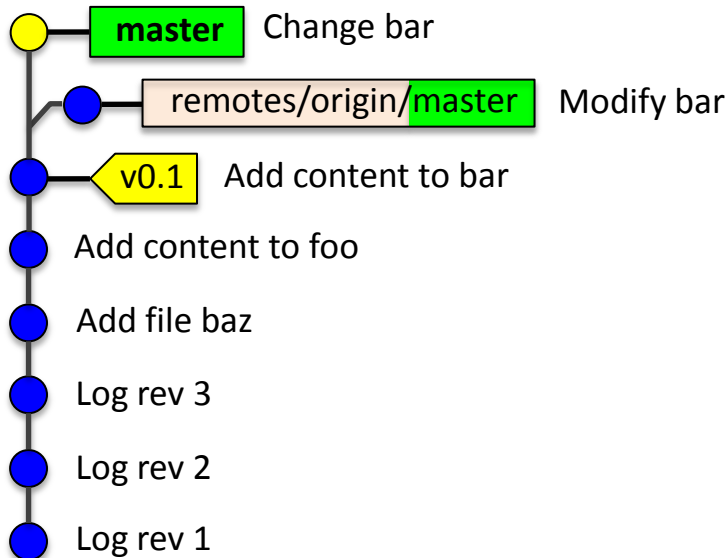 master Change bar
remotes/origin/master Modify bar
v0.1 Add content to bar
Add content to foo
Add file baz
Log rev 3
Log rev 2
Log rev 1